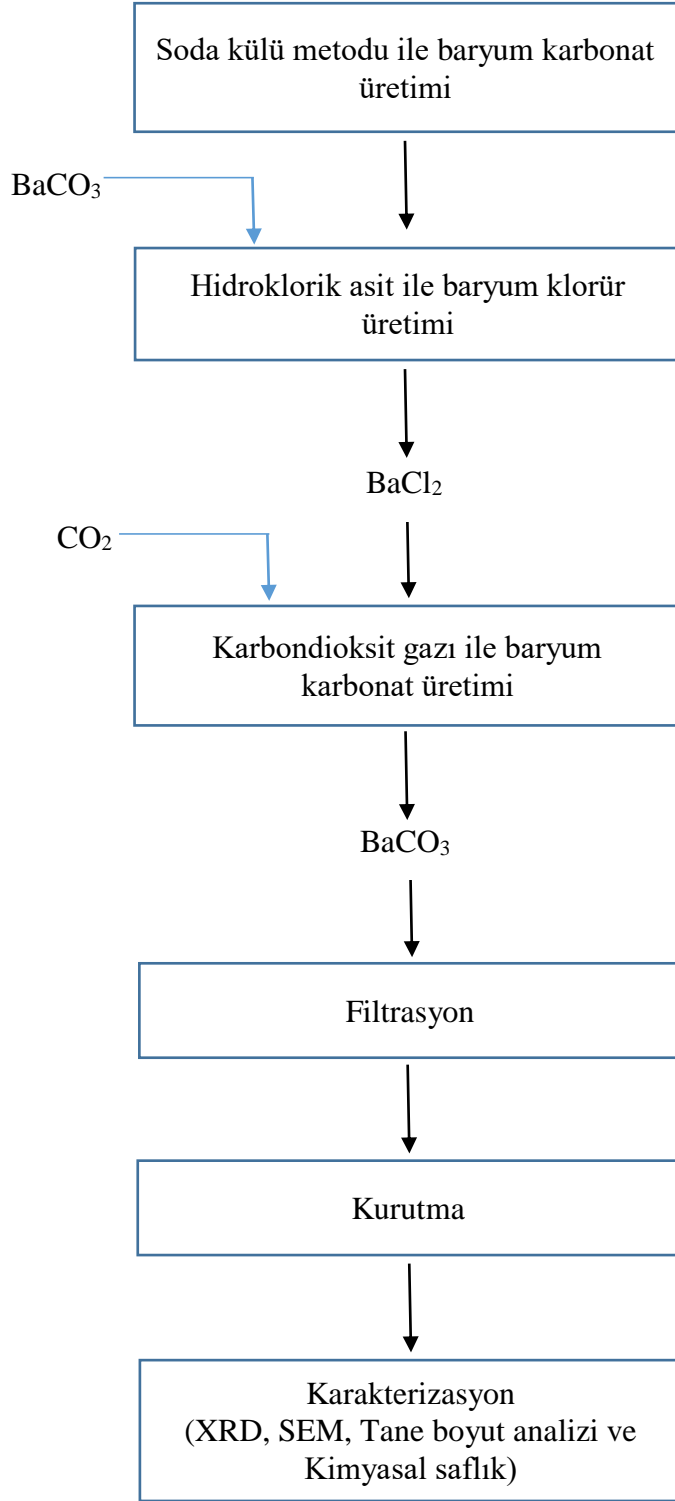 Soda külü metodu ile baryum karbonat
üretimi
BaCO₃
Hidroklorik asit ile baryum klorür
üretimi
BaCl₂
CO₂
Karbondioksit gazı ile baryum
karbonat üretimi
BaCO₃
Filtrasyon
Kurutma
Karakterizasyon
(XRD, SEM, Tane boyut analizi ve
Kimyasal saflık)